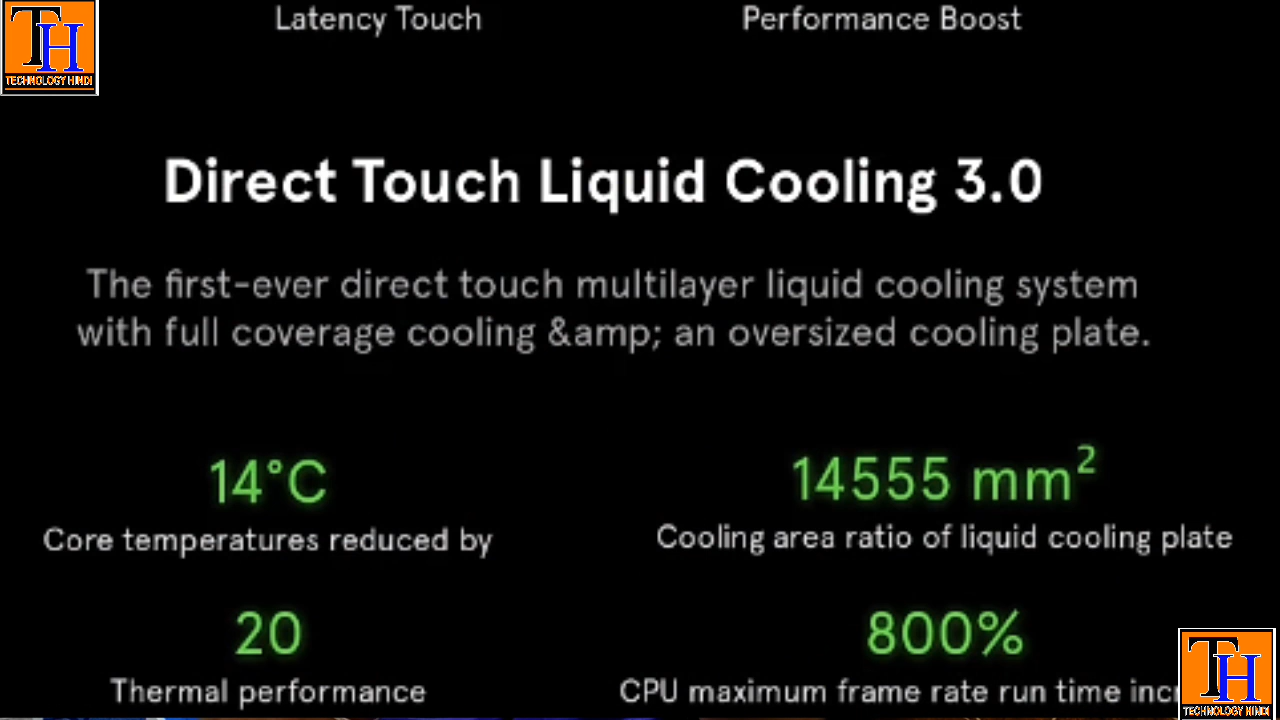 Latency Touch
Performance Boost
TH
TECHNOLOGY HINDI
Direct Touch Liquid Cooling 3.0
The first-ever direct touch multilayer liquid cooling system
with full coverage cooling &amp; an oversized cooling plate.
14°C
14555 mm²
Core temperatures reduced by
Cooling area ratio of liquid cooling plate
20
800%
Thermal performance
CPU maximum frame rate run time
TH
TECHNOLOGY HINDI